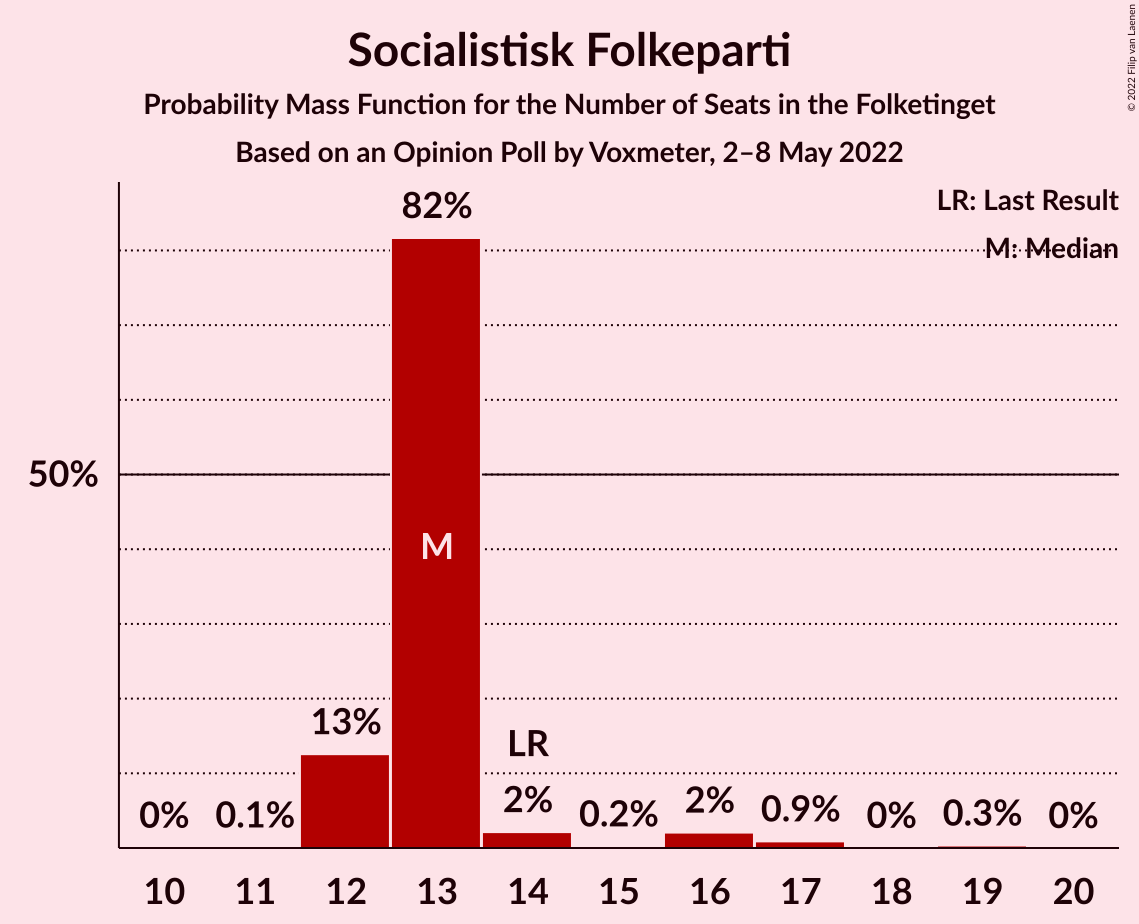 Socialistisk Folkeparti
Probability Mass Function for the Number of Seats in the Folketinget
Based on an Opinion Poll by Voxmeter, 2–8 May 2022
© 2022 Filip van Laenen
LR: Last Result
M: Median
82%
50%
M
13%
LR
0%
0.1%
2%
0.2%
2%
0.9%
0%
0.3%
0%
10 11 12 13 14 15 16 17 18 19 20